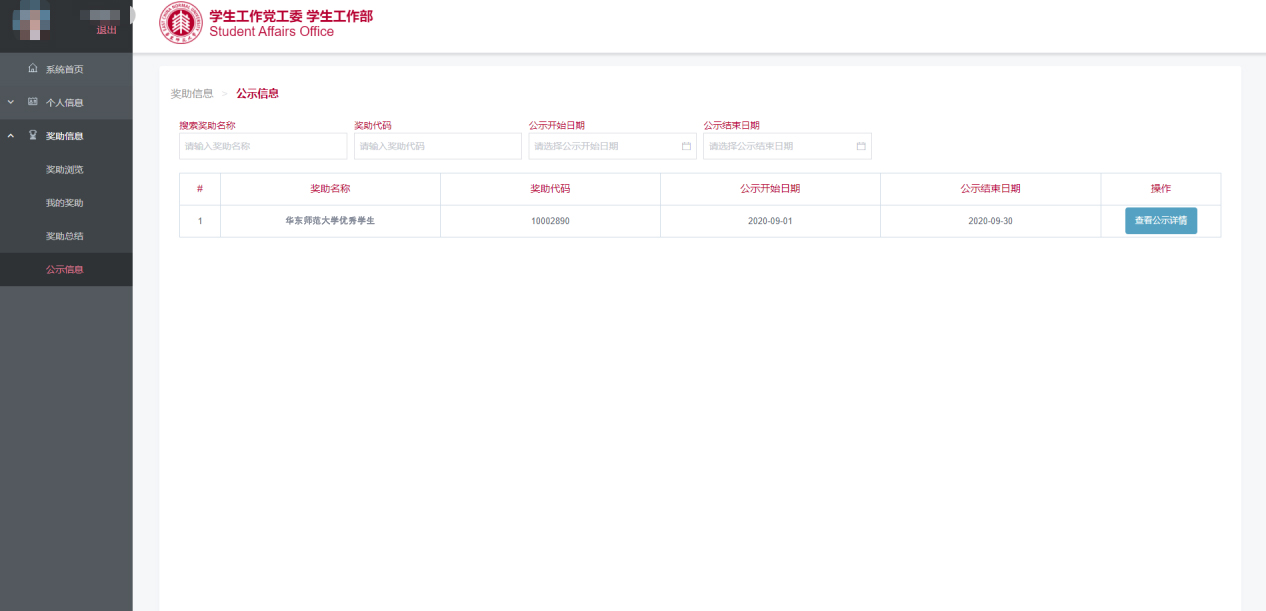 退出
学生工作党工委 学生工作部
Student Affairs Office
系统首页
个人信息
奖助信息
奖助浏览
我的奖助
奖助总结
公示信息
奖助信息 > 公示信息
搜索奖助名称 奖助代码 公示开始日期 公示结束日期
请输入奖助名称 请输入奖助代码 请选择公示开始日期 请选择公示结束日期
# 奖助名称 奖助代码 公示开始日期 公示结束日期 操作
1 华东师范大学优秀学生 10002890 2020-09-01 2020-09-30 查看公示详情